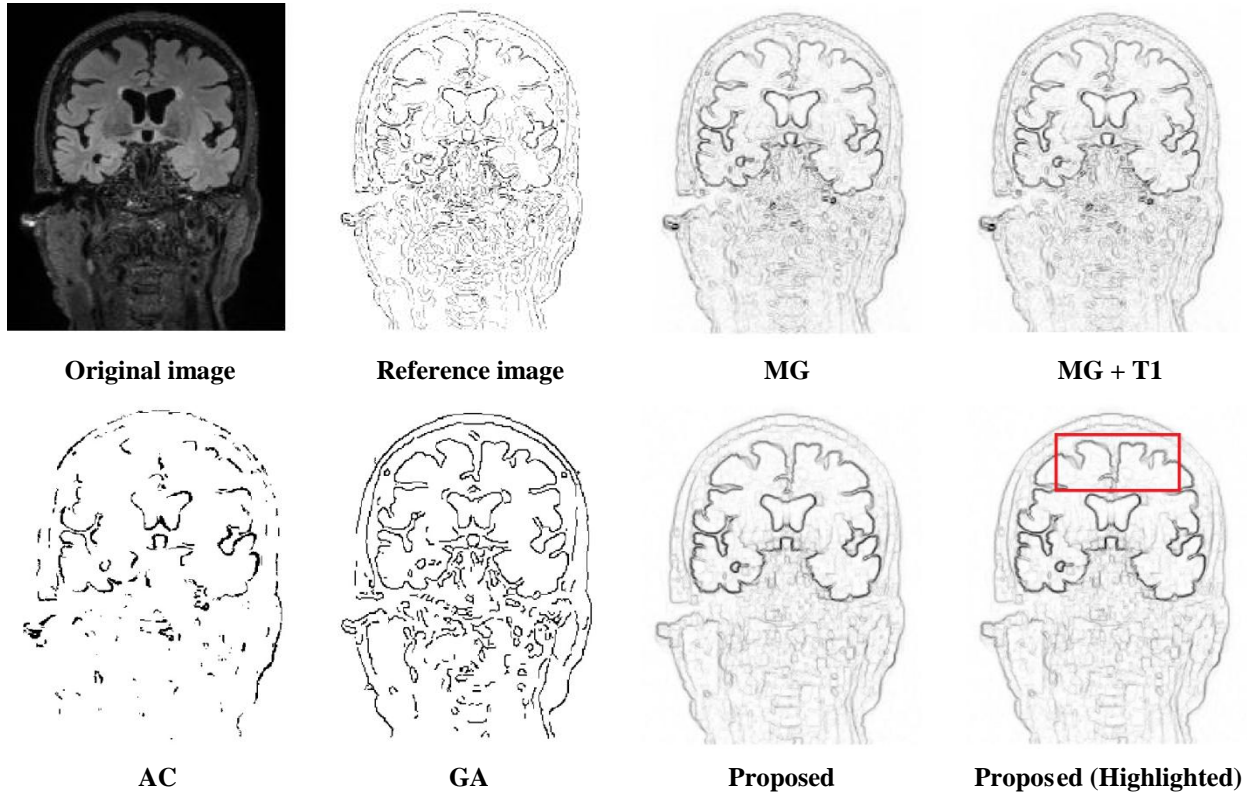 Original image
Reference image
MG
MG + T1
AC
GA
Proposed
Proposed (Highlighted)